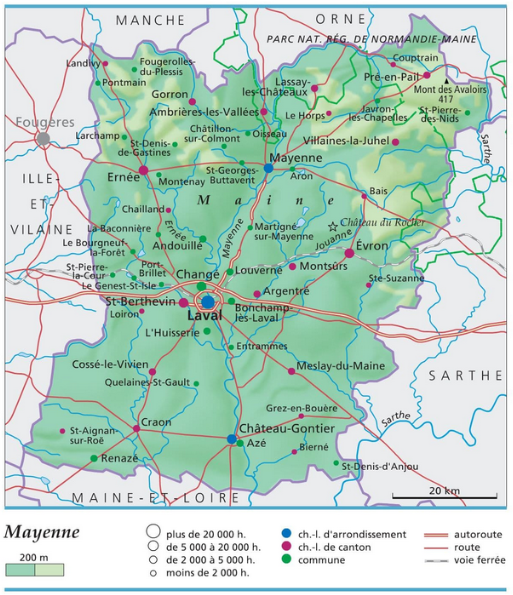 MANCHE
ORNE
PARC NAT. RÉG. DE NORMANDIE-MAINE
Couptrain
Landivy
Fougerolles-
du-Plessis
Pré-en-Pail
Pontmain
Lassay-
les-Châteaux
Mont des Avaloirs
417
Gorron
Ambrières-les-Vallées
Le Horps
Javron-
les-Chapelles
St-Pierre-
des-Nids
Fougères
Châtillon-
sur-Colmont
Oisseau
Larchamp
St-Denis-
de-Gastines
Villaines-la-Juhel
Sarthe
Mayenne
St-Georges-
Buttavent
Aron
Ernée
Montenay
ILLE-
ET-
VILAINE
Bais
Maine
Chailland
Ernée
Mayenne
Château du Rocher
La Baconnière
Martigné-
sur-Mayenne
Jouanne
Andouillé
Évron
Le Bourgneuf-
la-Forêt
Port-
Brillet
St-Pierre-
la-Cour
Louverné
Montsûrs
Changé
Ste-Suzanne
Le Genest-St-Isle
Argentré
St-Berthevin
Bonchamp-
lès-Laval
Loiron
Laval
L'Huisserie
Entrammes
Cossé-le-Vivien
Meslay-du-Maine
SARTHE
Quelaines-St-Gault
Grez-en-Bouère
Sarthe
Craon
Château-Gontier
St-Aignan-
sur-Roë
Azé
Bierné
Renazé
St-Denis-d'Anjou
MAINE-ET-LOIRE
20 km
Mayenne
200 m
plus de 20 000 h.
de 5 000 à 20 000 h.
de 2 000 à 5 000 h.
moins de 2 000 h.
ch.-l. d'arrondissement
ch.-l. de canton
commune
autoroute
route
voie ferrée